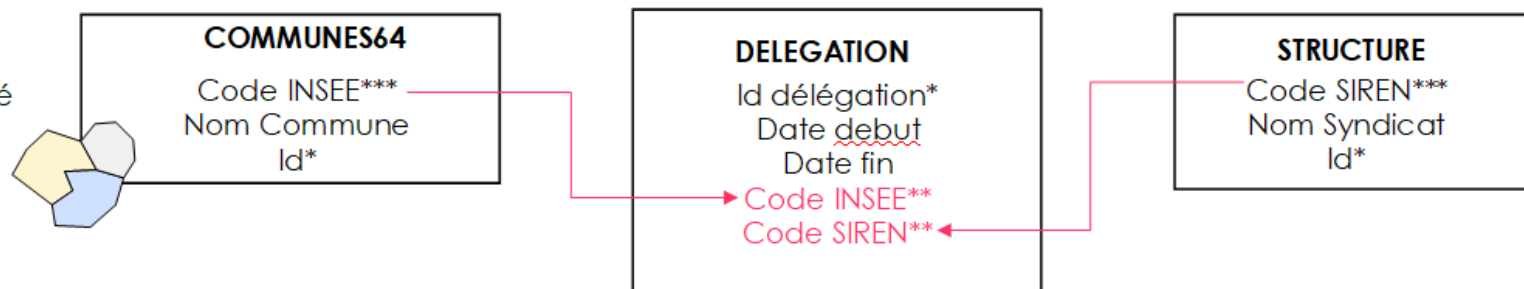 COMMUNES64
Code INSEE***
Nom Commune
Id*
DELEGATION
Id délégation*
Date debut
Date fin
Code INSEE**
Code SIREN**
STRUCTURE
Code SIREN***
Nom Syndicat
Id*